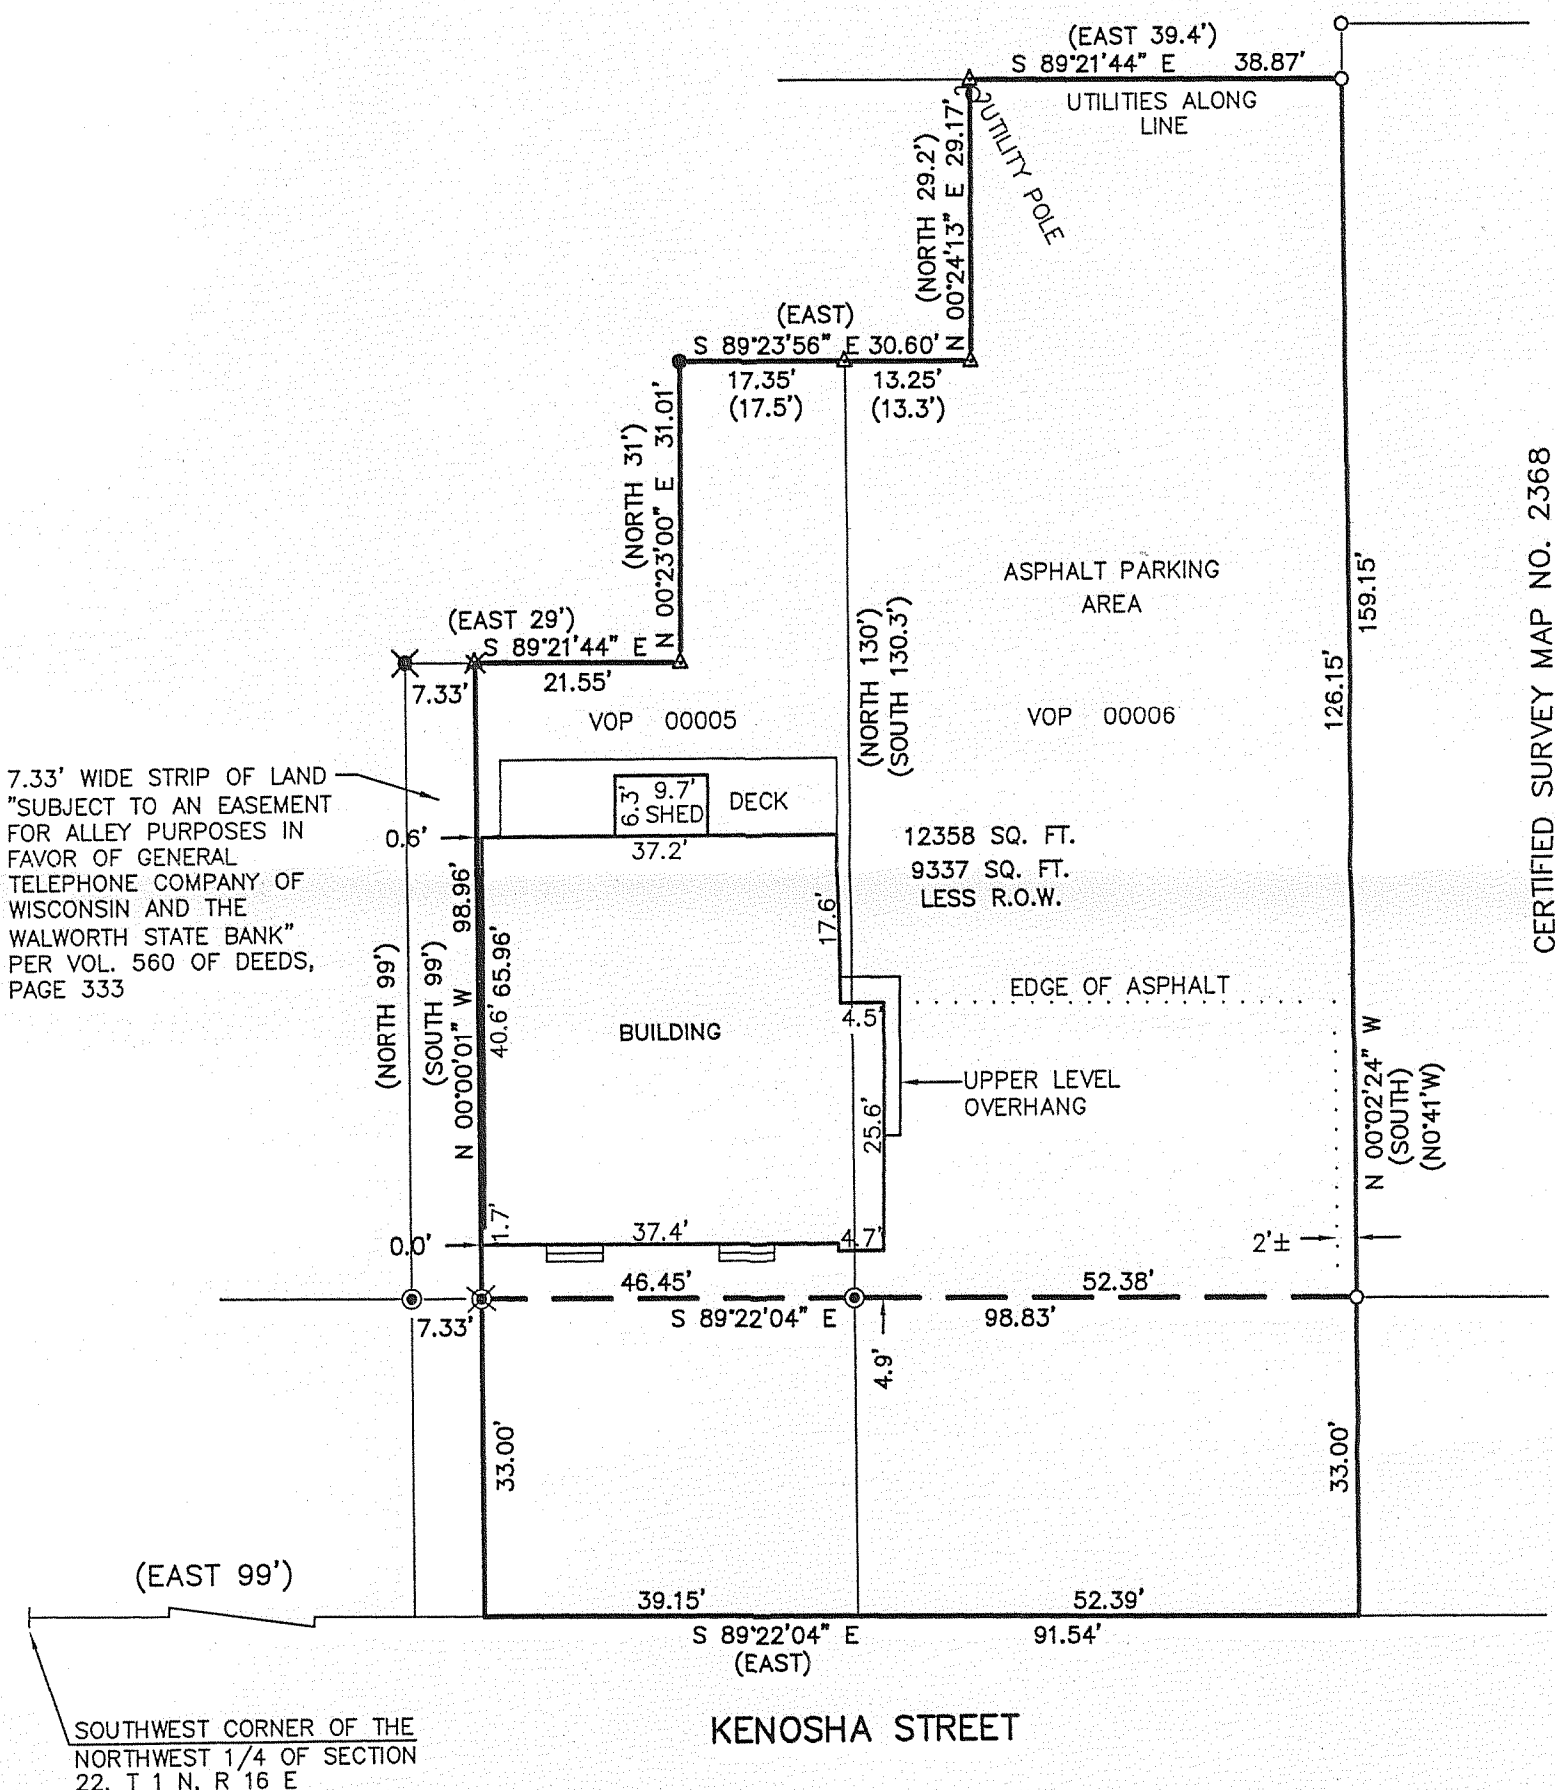 (EAST 39.4')
S 89°21'44" E 38.87'
UTILITIES ALONG
LINE
UTILITY POLE
(NORTH 29.2')
N 00°24'13" E 29.17'
(EAST)
S 89°23'56" E 30.60'
17.35'
(17.5')
13.25'
(13.3')
(NORTH 31')
N 00°23'00" E 31.01'
(EAST 29')
S 89°21'44" E
7.33'
21.55'
VOP 00005
ASPHALT PARKING
AREA
VOP 00006
(NORTH 130')
(SOUTH 130.3')
126.15'
159.15'
CERTIFIED SURVEY MAP NO. 2368
7.33' WIDE STRIP OF LAND
"SUBJECT TO AN EASEMENT
FOR ALLEY PURPOSES IN
FAVOR OF GENERAL
TELEPHONE COMPANY OF
WISCONSIN AND THE
WALWORTH STATE BANK"
PER VOL. 560 OF DEEDS,
PAGE 333
0.6'
6.3'
9.7'
SHED
DECK
37.2'
12358 SQ. FT.
9337 SQ. FT.
LESS R.O.W.
17.6'
(NORTH 99')
(SOUTH 99')
N 00°00'01" W 98.96'
40.6'
65.96'
BUILDING
4.5'
EDGE OF ASPHALT
UPPER LEVEL
OVERHANG
25.6'
N 00°02'24" W
(SOUTH)
(N0°41'W)
0.0'
1.7'
37.4'
4.7'
2'±
46.45'
52.38'
7.33'
S 89°22'04" E
98.83'
4.9'
33.00'
33.00'
(EAST 99')
39.15'
52.39'
S 89°22'04" E
91.54'
(EAST)
KENOSHA STREET
SOUTHWEST CORNER OF THE
NORTHWEST 1/4 OF SECTION
22, T 1 N, R 16 E